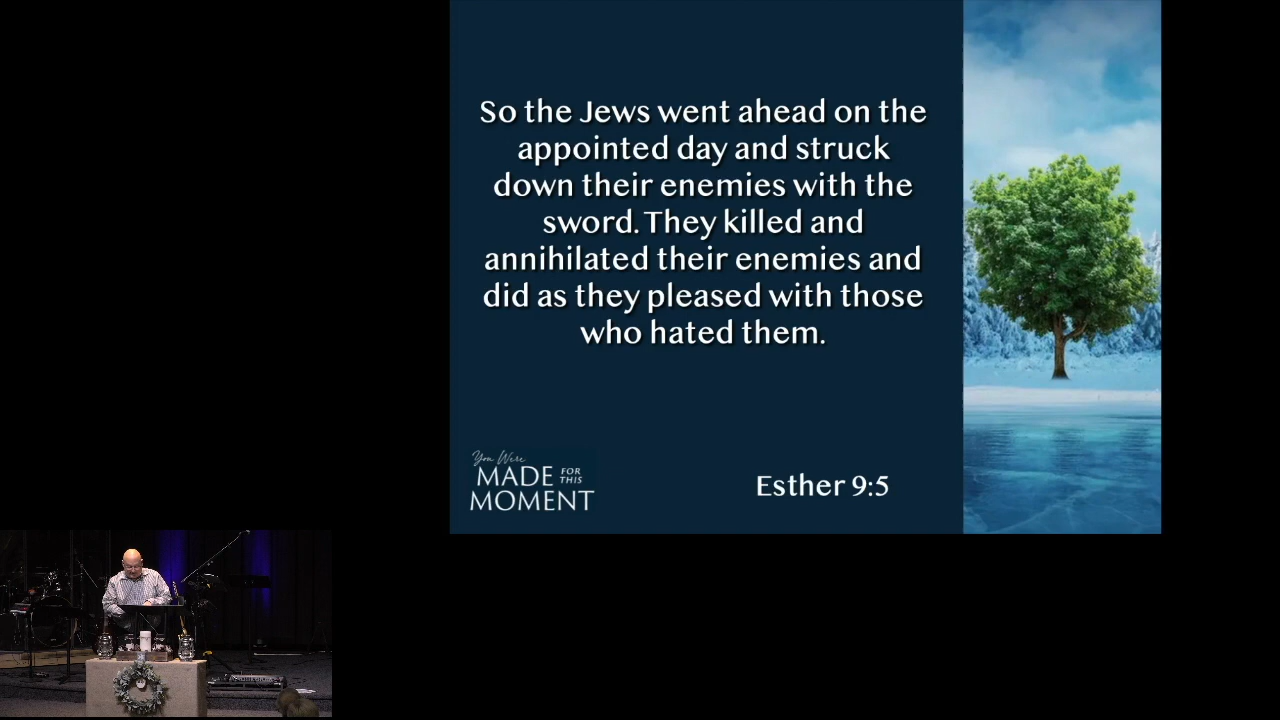 So the Jews went ahead on the
appointed day and struck
down their enemies with the
sword. They killed and
annihilated their enemies and
did as they pleased with those
who hated them.
You Were
MADE FOR THIS
MOMENT
Esther 9:5